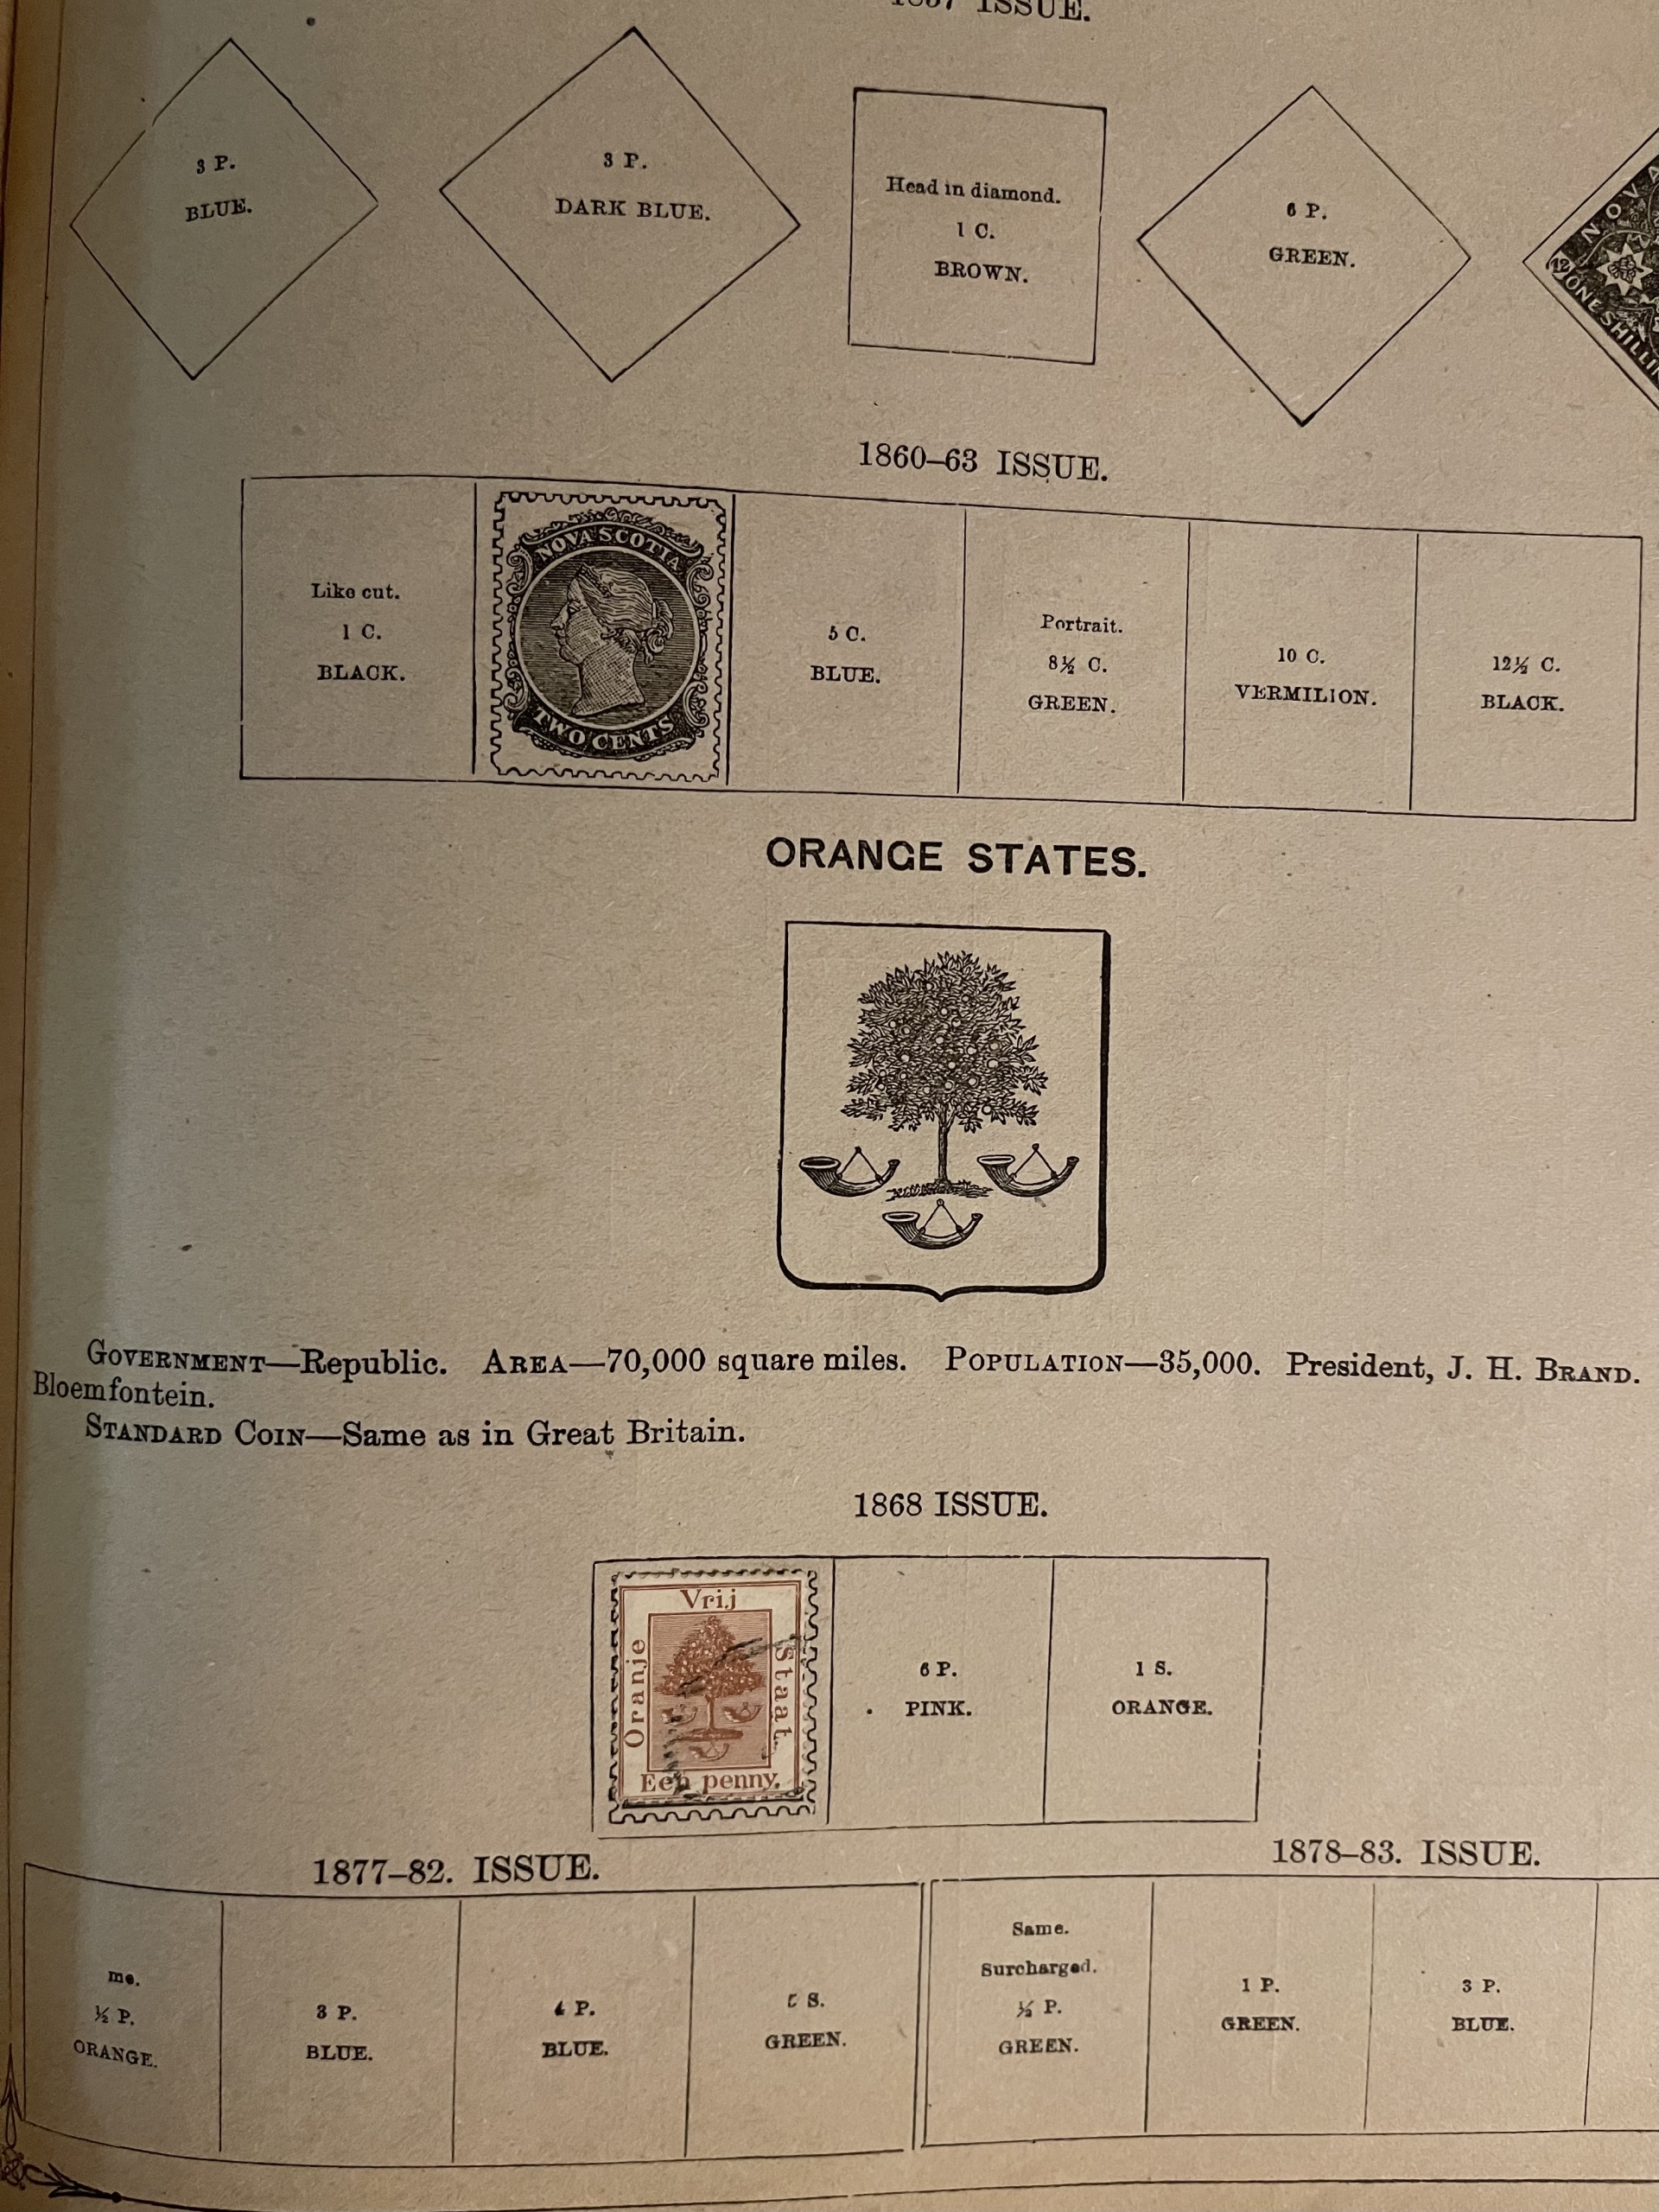 ISSUE.
3 P.
BLUE.
3 P.
DARK BLUE.
Head in diamond.
1 C.
BROWN.
6 P.
GREEN.
NOVA
12
ONE SHILLIN
1860–63 ISSUE.
Like cut.
1 C.
BLACK.
NOVA SCOTIA
TWO CENTS
5 C.
BLUE.
Portrait.
8½ C.
GREEN.
10 C.
VERMILION.
12½ C.
BLACK.
ORANGE STATES.
GOVERNMENT—Republic. AREA—70,000 square miles. POPULATION—35,000. President, J. H. BRAND.
Bloemfontein.
STANDARD COIN—Same as in Great Britain.
1868 ISSUE.
Vrij
Oranje
Staat.
Een penny.
6 P.
PINK.
1 S.
ORANGE.
1877–82. ISSUE.
1878–83. ISSUE.
me.
½ P.
ORANGE.
3 P.
BLUE.
4 P.
BLUE.
5 S.
GREEN.
Same.
Surcharged.
½ P.
GREEN.
1 P.
GREEN.
3 P.
BLUE.